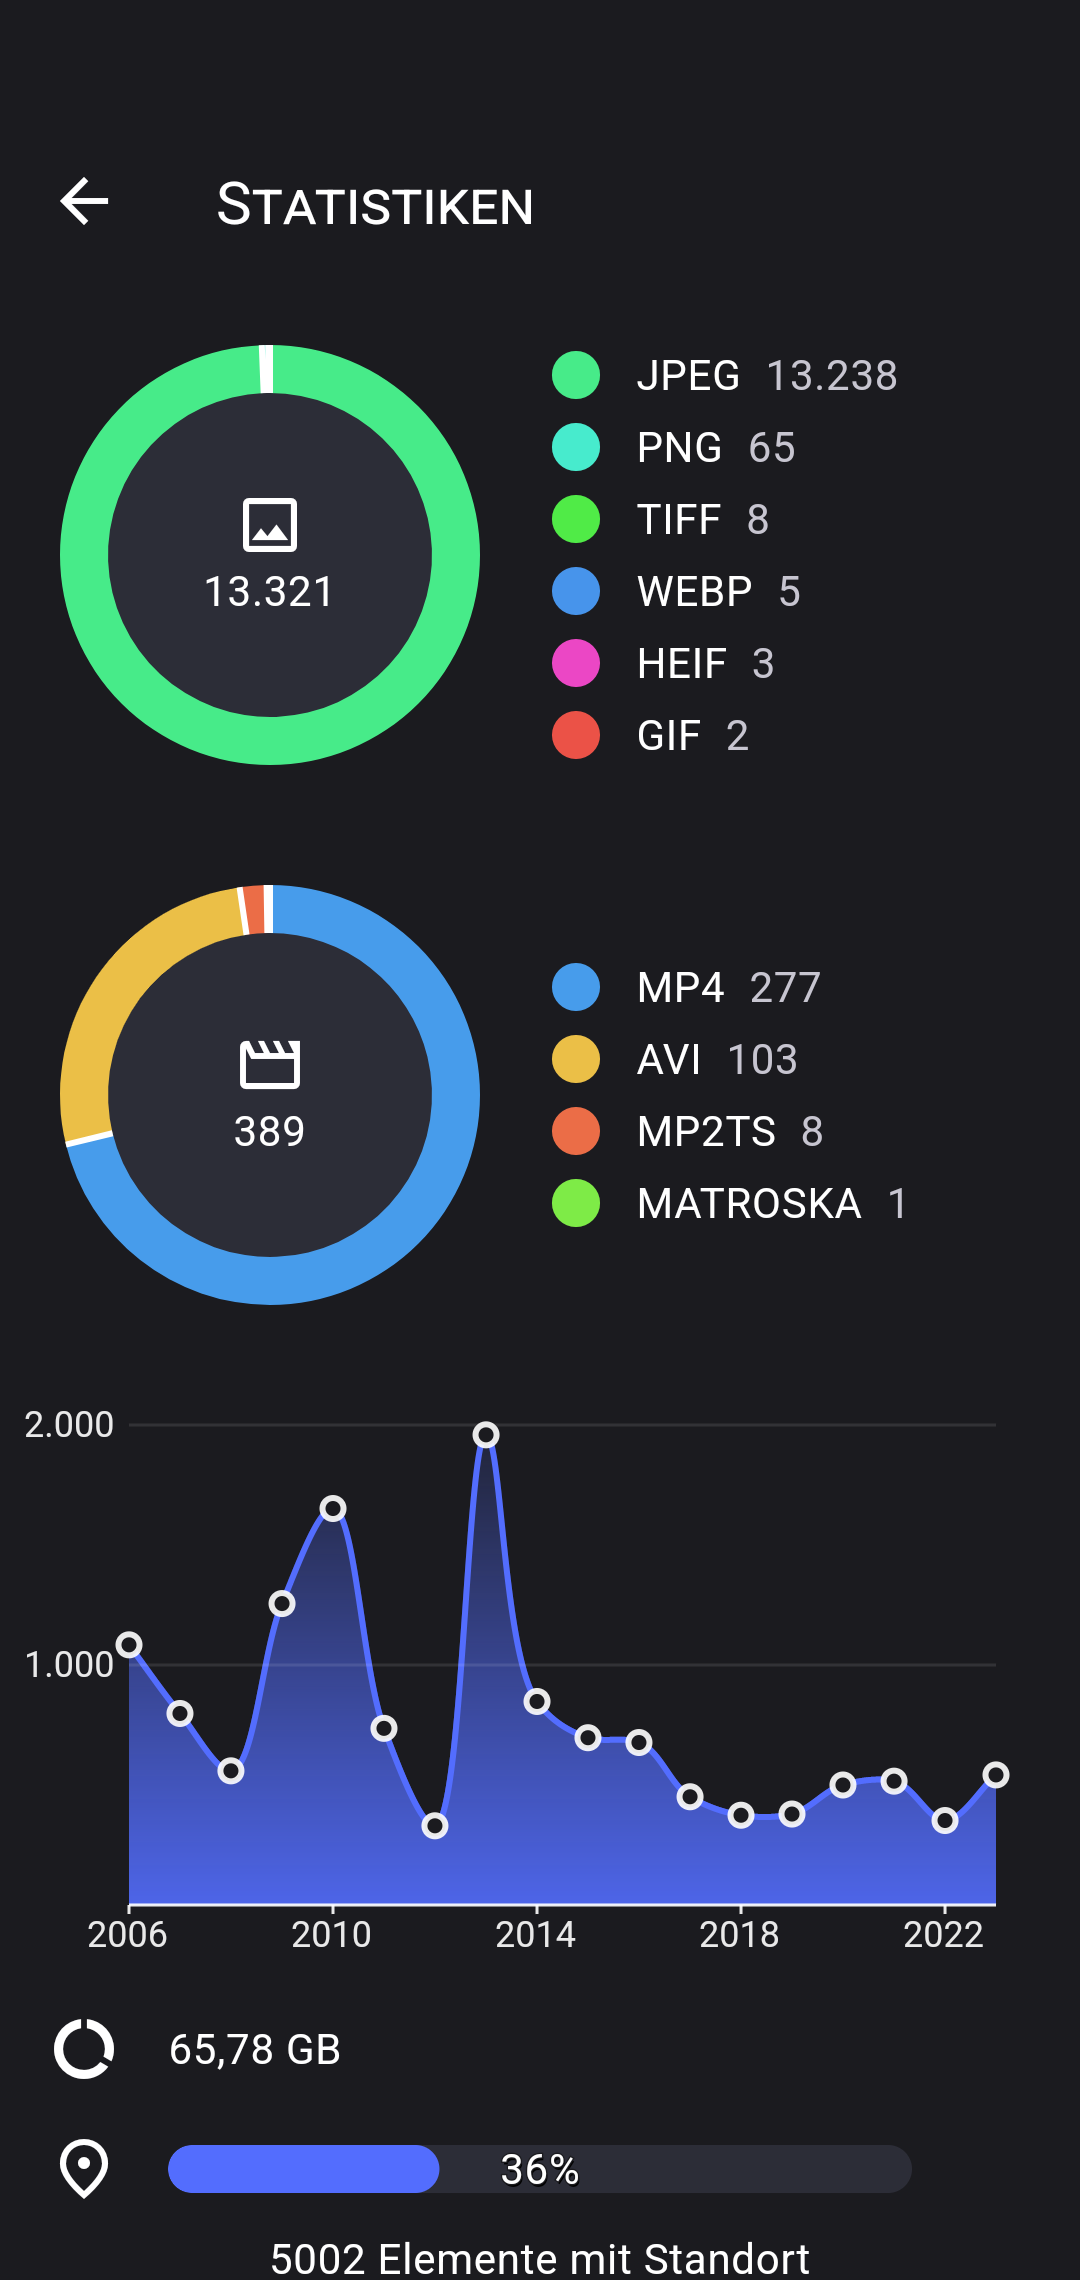 STATISTIKEN
13.321
JPEG 13.238
PNG 65
TIFF 8
WEBP 5
HEIF 3
GIF 2
389
MP4 277
AVI 103
MP2TS 8
MATROSKA 1
2.000
1.000
2006 2010 2014 2018 2022
65,78 GB
36%
5002 Elemente mit Standort